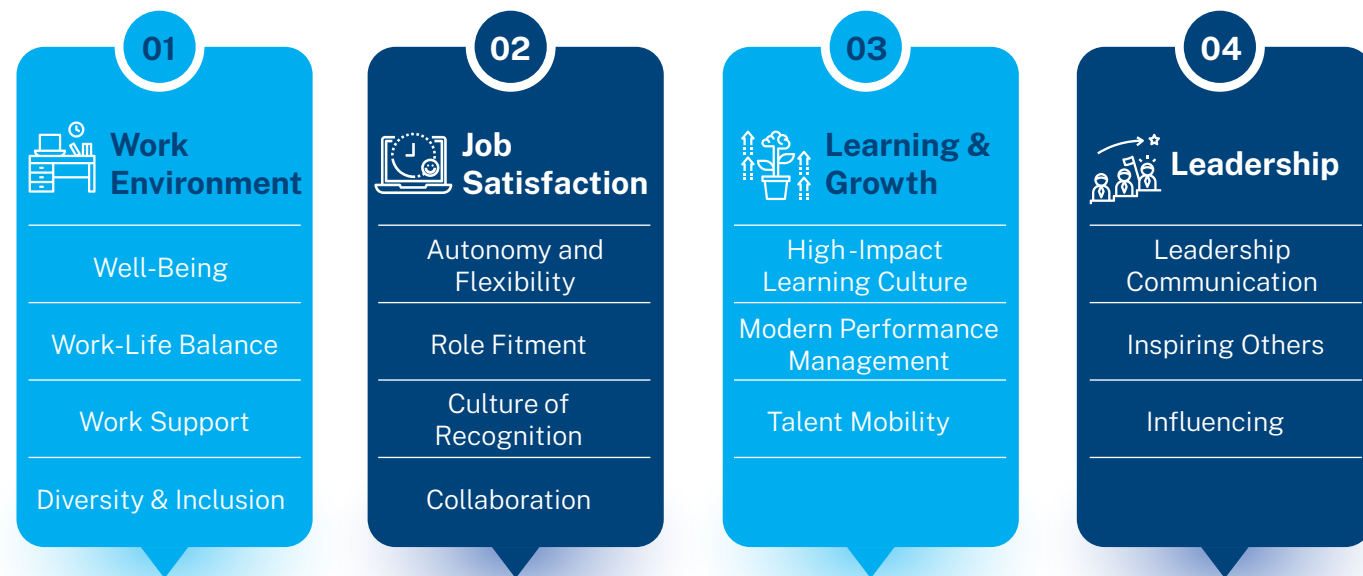 01
Work
Environment
Well-Being
Work-Life Balance
Work Support
Diversity & Inclusion
02
Job
Satisfaction
Autonomy and
Flexibility
Role Fitment
Culture of
Recognition
Collaboration
03
Learning &
Growth
High-Impact
Learning Culture
Modern Performance
Management
Talent Mobility
04
Leadership
Leadership
Communication
Inspiring Others
Influencing